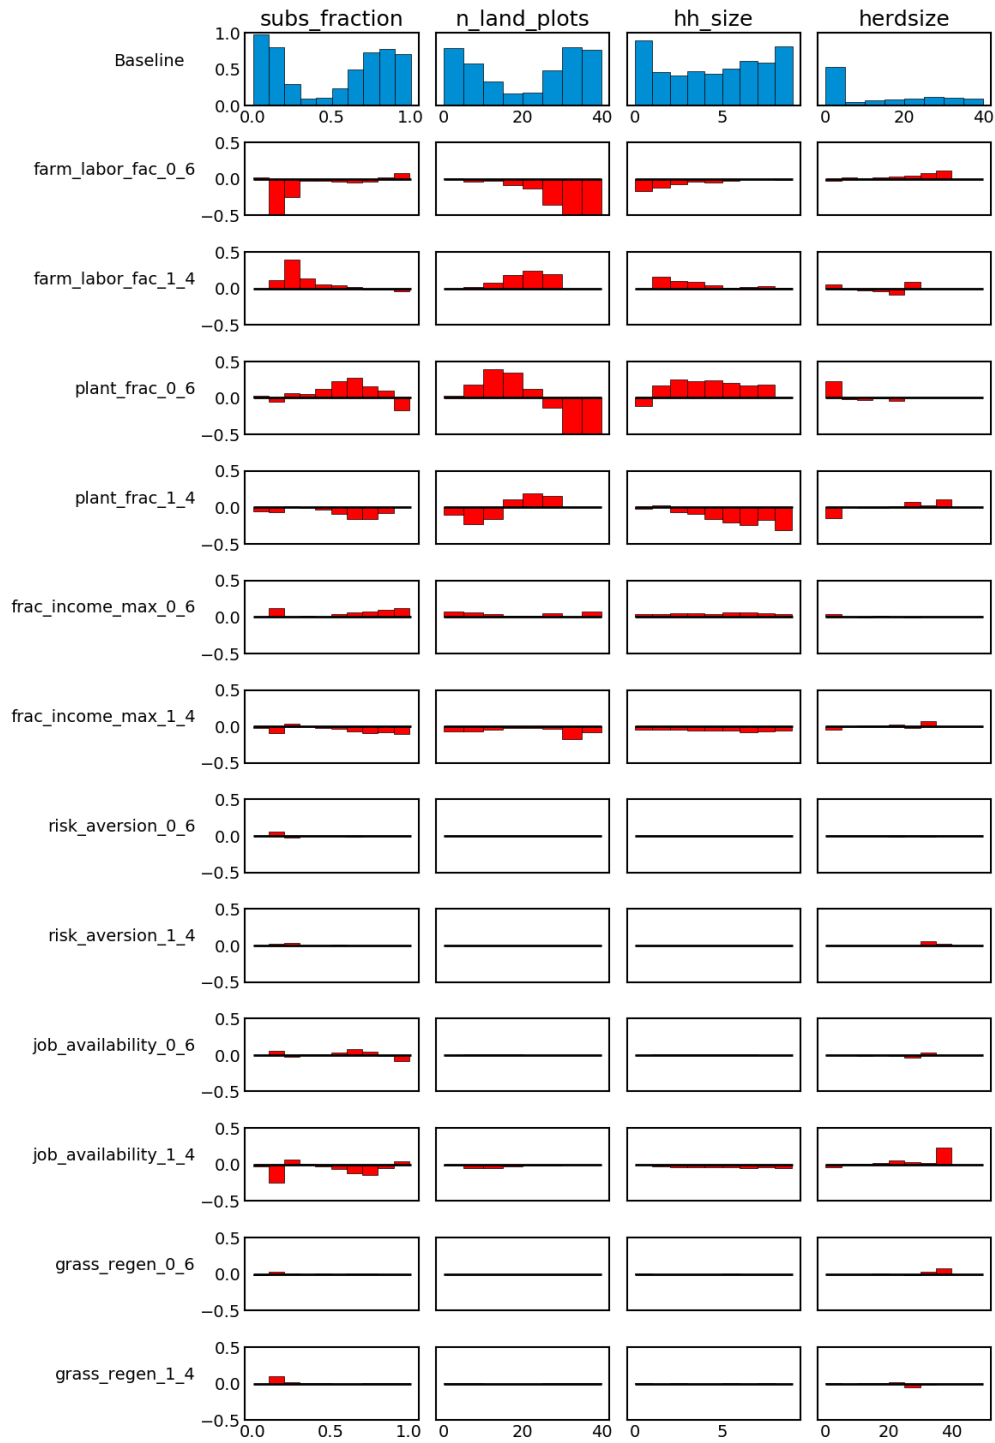 subs_fraction n_land_plots hh_size herdsize
Baseline
1.0
0.5
0.0
0.0 0.5 1.0 0 20 40 0 5 0 20 40
farm_labor_fac_0_6
0.5
0.0
−0.5
farm_labor_fac_1_4
0.5
0.0
−0.5
plant_frac_0_6
0.5
0.0
−0.5
plant_frac_1_4
0.5
0.0
−0.5
frac_income_max_0_6
0.5
0.0
−0.5
frac_income_max_1_4
0.5
0.0
−0.5
risk_aversion_0_6
0.5
0.0
−0.5
risk_aversion_1_4
0.5
0.0
−0.5
job_availability_0_6
0.5
0.0
−0.5
job_availability_1_4
0.5
0.0
−0.5
grass_regen_0_6
0.5
0.0
−0.5
grass_regen_1_4
0.5
0.0
−0.5
0.0 0.5 1.0 0 20 40 0 5 0 20 40